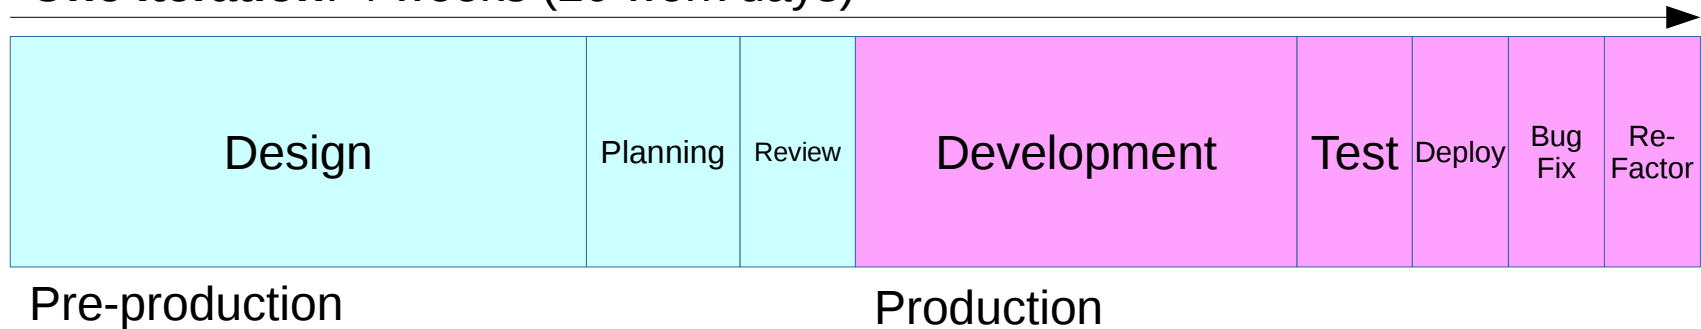 Design
Planning
Review
Development
Test
Deploy
Bug
Fix
Re-
Factor
Pre-production
Production